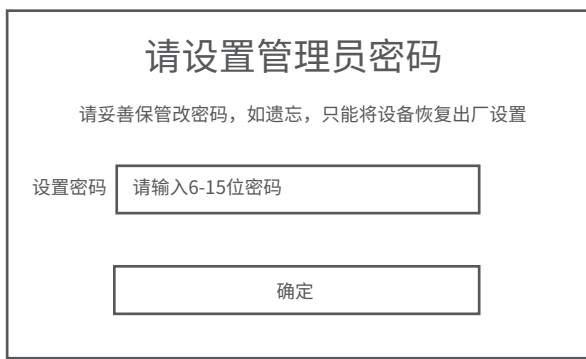 请设置管理员密码
请妥善保管改密码，如遗忘，只能将设备恢复出厂设置
设置密码 请输入6-15位密码
确定